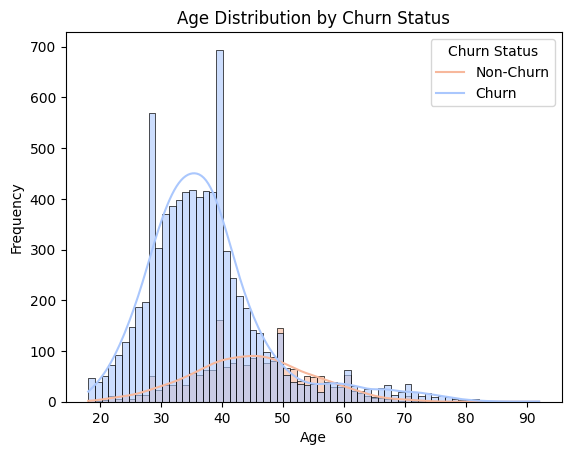 Age Distribution by Churn Status
Churn Status
Non-Churn
Churn
Frequency
700
600
500
400
300
200
100
0
20 30 40 50 60 70 80 90
Age